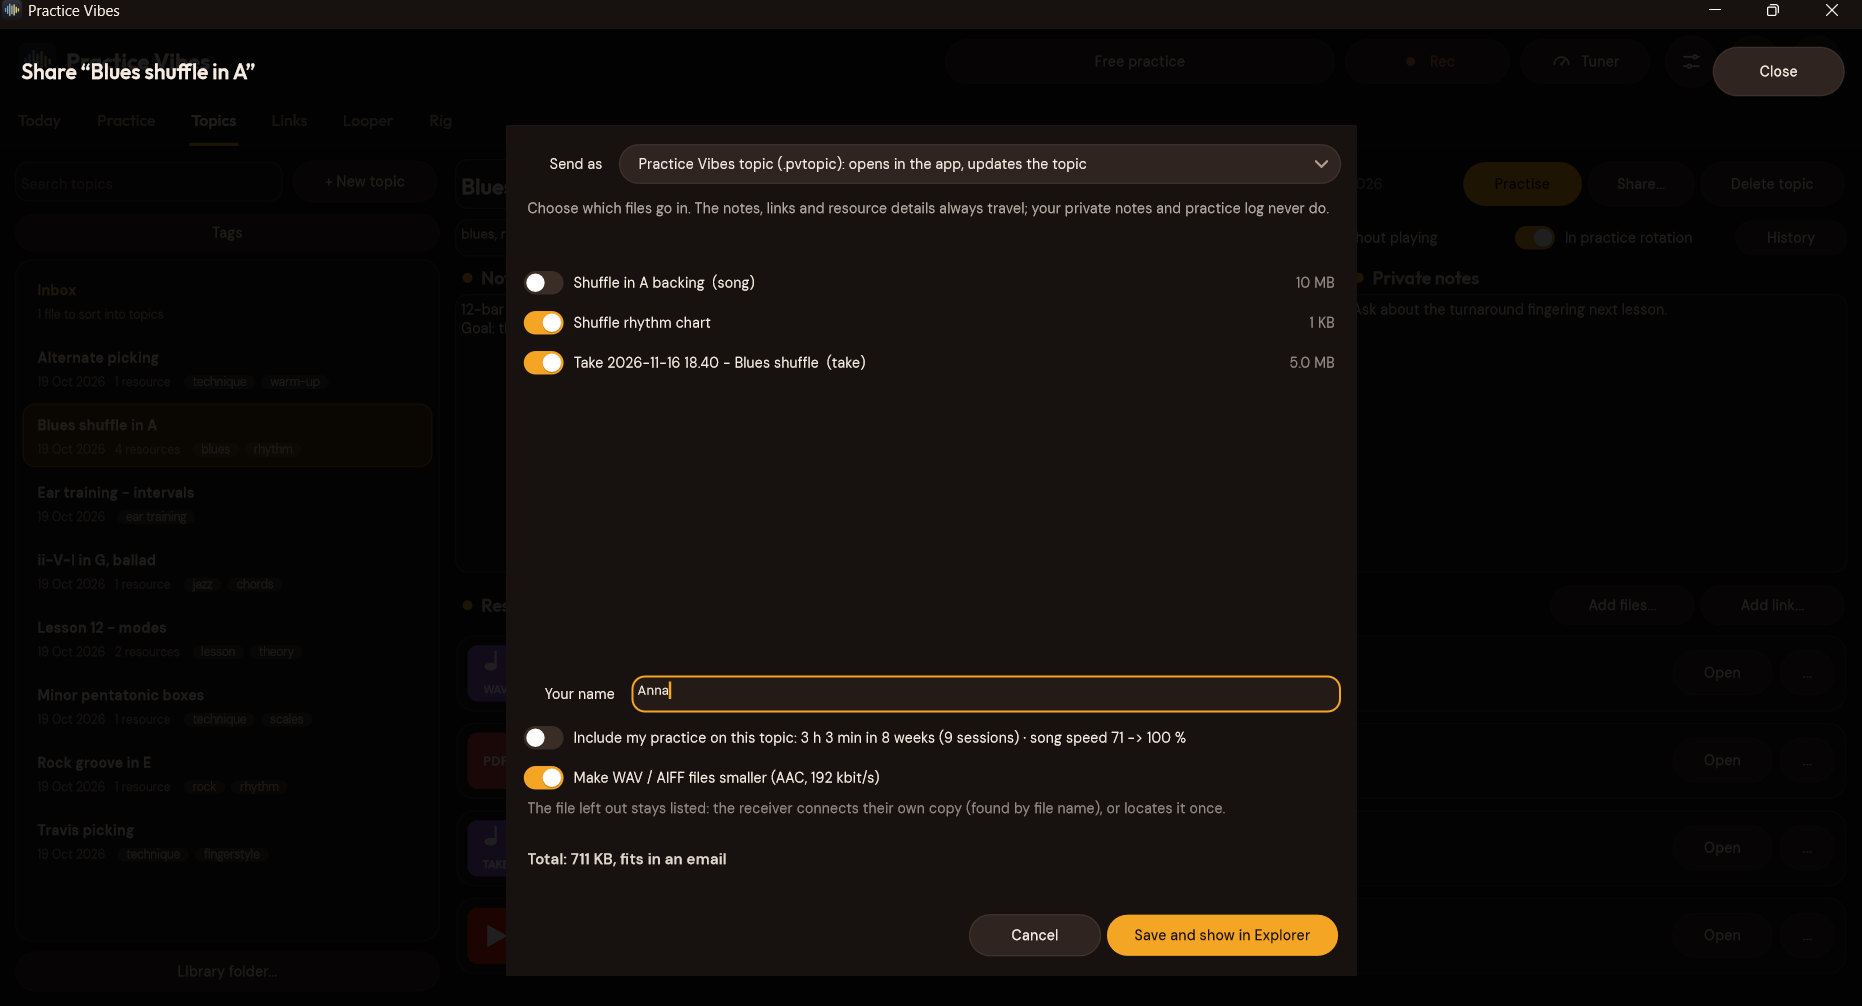 Practice Vibes
Practice Vibes
Share “Blues shuffle in A”
Free practice
Rec
Tuner
Close
Today
Practice
Topics
Links
Looper
Rig
Search topics
+ New topic
Tags
Inbox
1 file to sort into topics
Alternate picking
19 Oct 2026 1 resource technique warm-up
Blues shuffle in A
19 Oct 2026 4 resources blues rhythm
Ear training - intervals
19 Oct 2026 ear training
ii-V-I in G, ballad
19 Oct 2026 1 resource jazz chords
Lesson 12 - modes
19 Oct 2026 2 resources lesson theory
Minor pentatonic boxes
19 Oct 2026 1 resource technique scales
Rock groove in E
19 Oct 2026 1 resource rock rhythm
Travis picking
19 Oct 2026 technique fingerstyle
Library folder...
Send as
Practice Vibes topic (.pvtopic): opens in the app, updates the topic
Choose which files go in. The notes, links and resource details always travel; your private notes and practice log never do.
Shuffle in A backing (song)
10 MB
Shuffle rhythm chart
1 KB
Take 2026-11-16 18.40 - Blues shuffle (take)
5.0 MB
Your name
Anna
Include my practice on this topic: 3 h 3 min in 8 weeks (9 sessions) · song speed 71 -> 100 %
Make WAV / AIFF files smaller (AAC, 192 kbit/s)
The file left out stays listed: the receiver connects their own copy (found by file name), or locates it once.
Total: 711 KB, fits in an email
Cancel
Save and show in Explorer
Practise
Share...
Delete topic
playing
In practice rotation
History
Private notes
Ask about the turnaround fingering next lesson.
12-bar
Goal:
Add files...
Add link...
WAV
Open
...
PDF
Open
...
TAKE
Open
...
Open
...